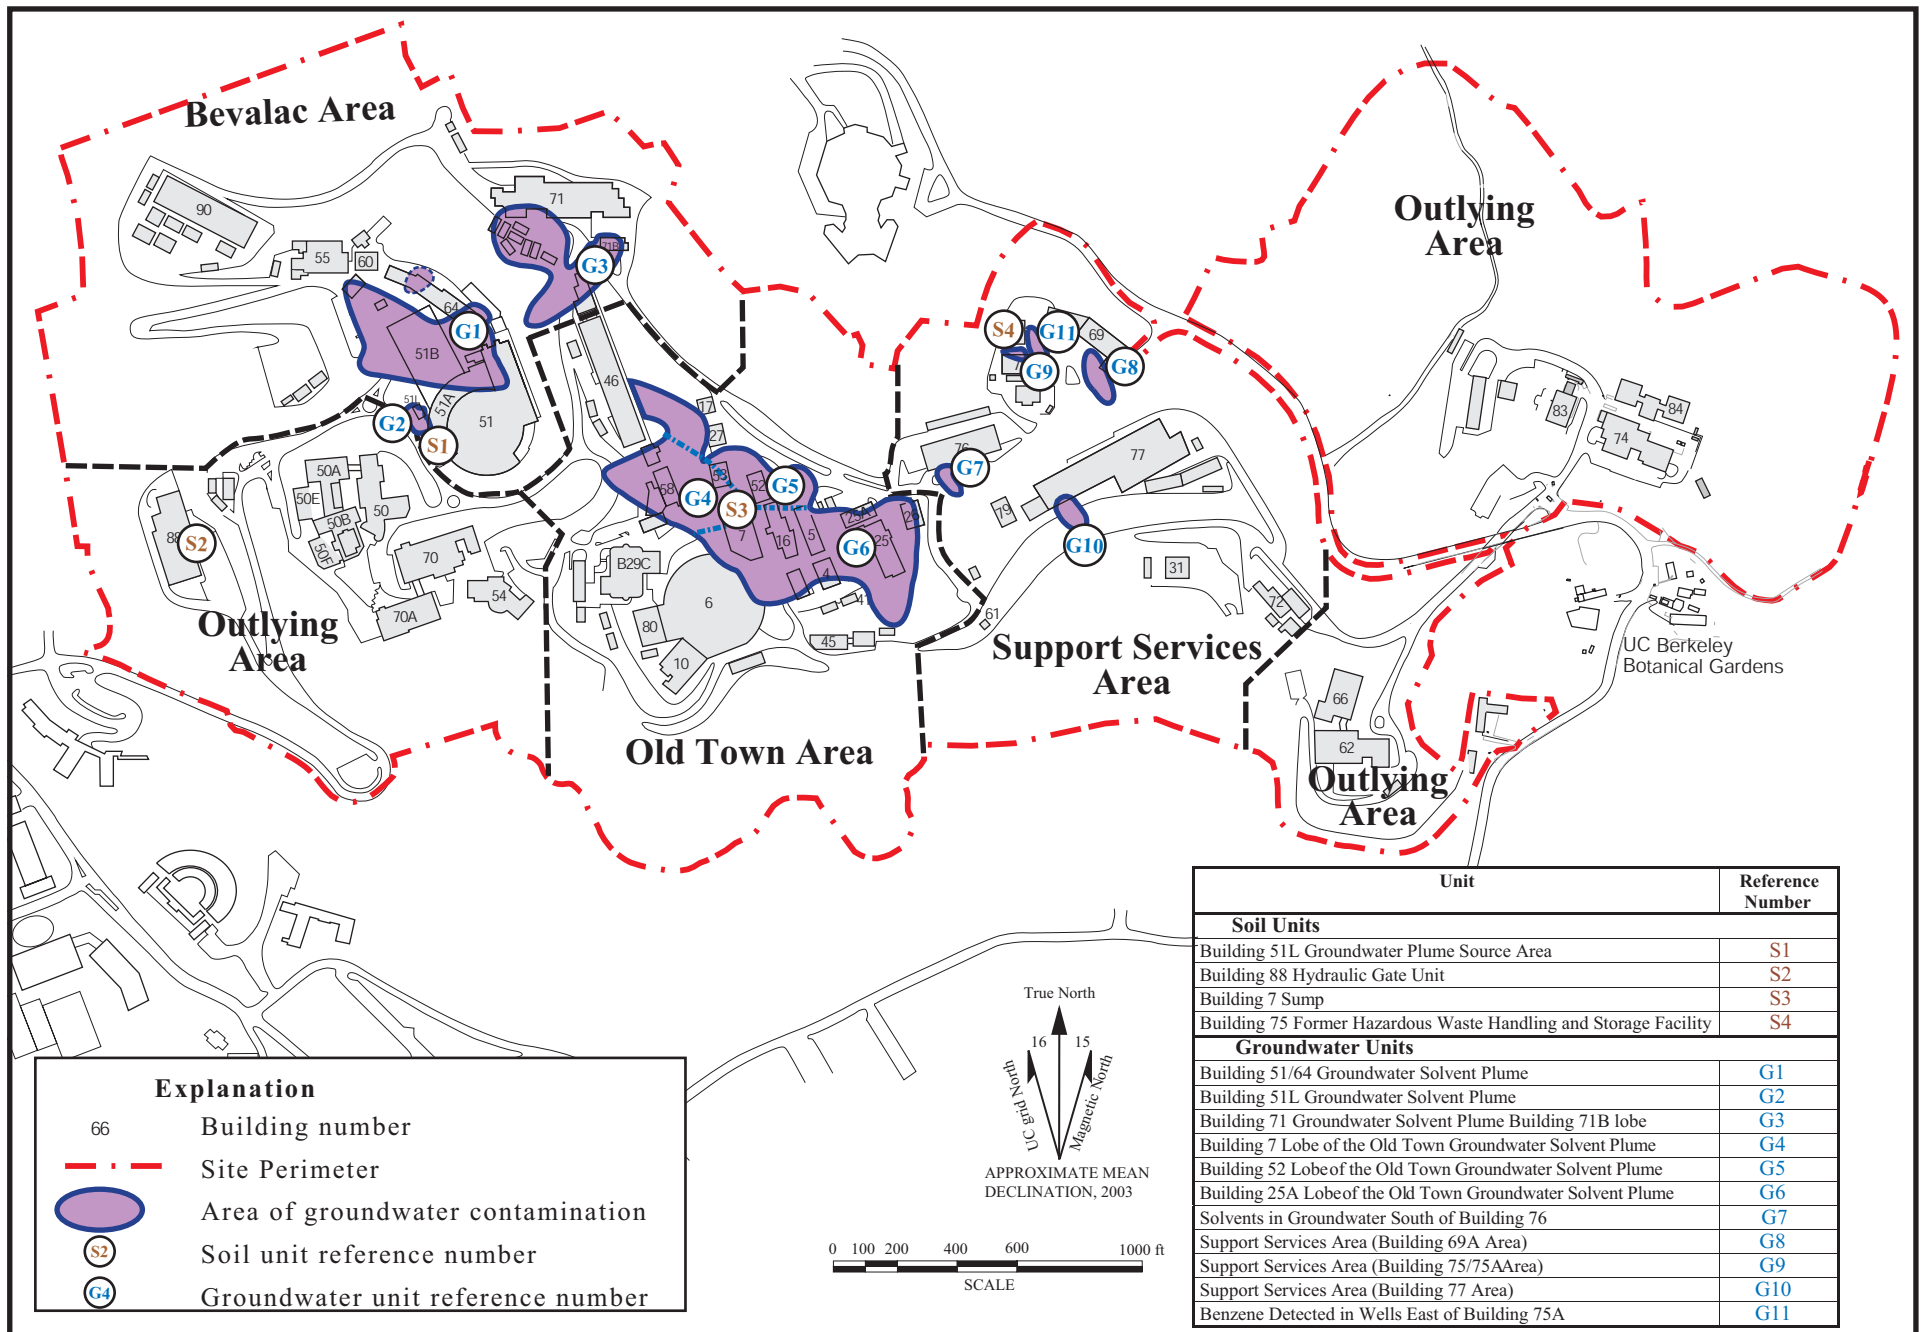 Bevalac Area
Outlying
Area
90
71
71B
G3
55
60
64
G1
51B
51A
51
51L
G2
S1
46
17
27
S4
G11
69
G9
G8
83
84
74
76
G7
77
79
G10
31
72
50A
50E
50
50B
50F
88
S2
70
54
70A
Outlying
Area
58
53
52
G4
G5
S3
7
16
5
25A
26
25
G6
4
41
B29C
6
80
10
45
61
Old Town Area
Support Services
Area
66
62
Outlying
Area
UC Berkeley
Botanical Gardens
True North
16
15
UC grid North
Magnetic North
APPROXIMATE MEAN
DECLINATION, 2003
0 100 200 400 600 1000 ft
SCALE
Explanation
66 Building number
Site Perimeter
Area of groundwater contamination
S2 Soil unit reference number
G4 Groundwater unit reference number
Unit Reference
Number
Soil Units
Building 51L Groundwater Plume Source Area S1
Building 88 Hydraulic Gate Unit S2
Building 7 Sump S3
Building 75 Former Hazardous Waste Handling and Storage Facility S4
Groundwater Units
Building 51/64 Groundwater Solvent Plume G1
Building 51L Groundwater Solvent Plume G2
Building 71 Groundwater Solvent Plume Building 71B lobe G3
Building 7 Lobe of the Old Town Groundwater Solvent Plume G4
Building 52 Lobe of the Old Town Groundwater Solvent Plume G5
Building 25A Lobe of the Old Town Groundwater Solvent Plume G6
Solvents in Groundwater South of Building 76 G7
Support Services Area (Building 69A Area) G8
Support Services Area (Building 75/75AArea) G9
Support Services Area (Building 77 Area) G10
Benzene Detected in Wells East of Building 75A G11